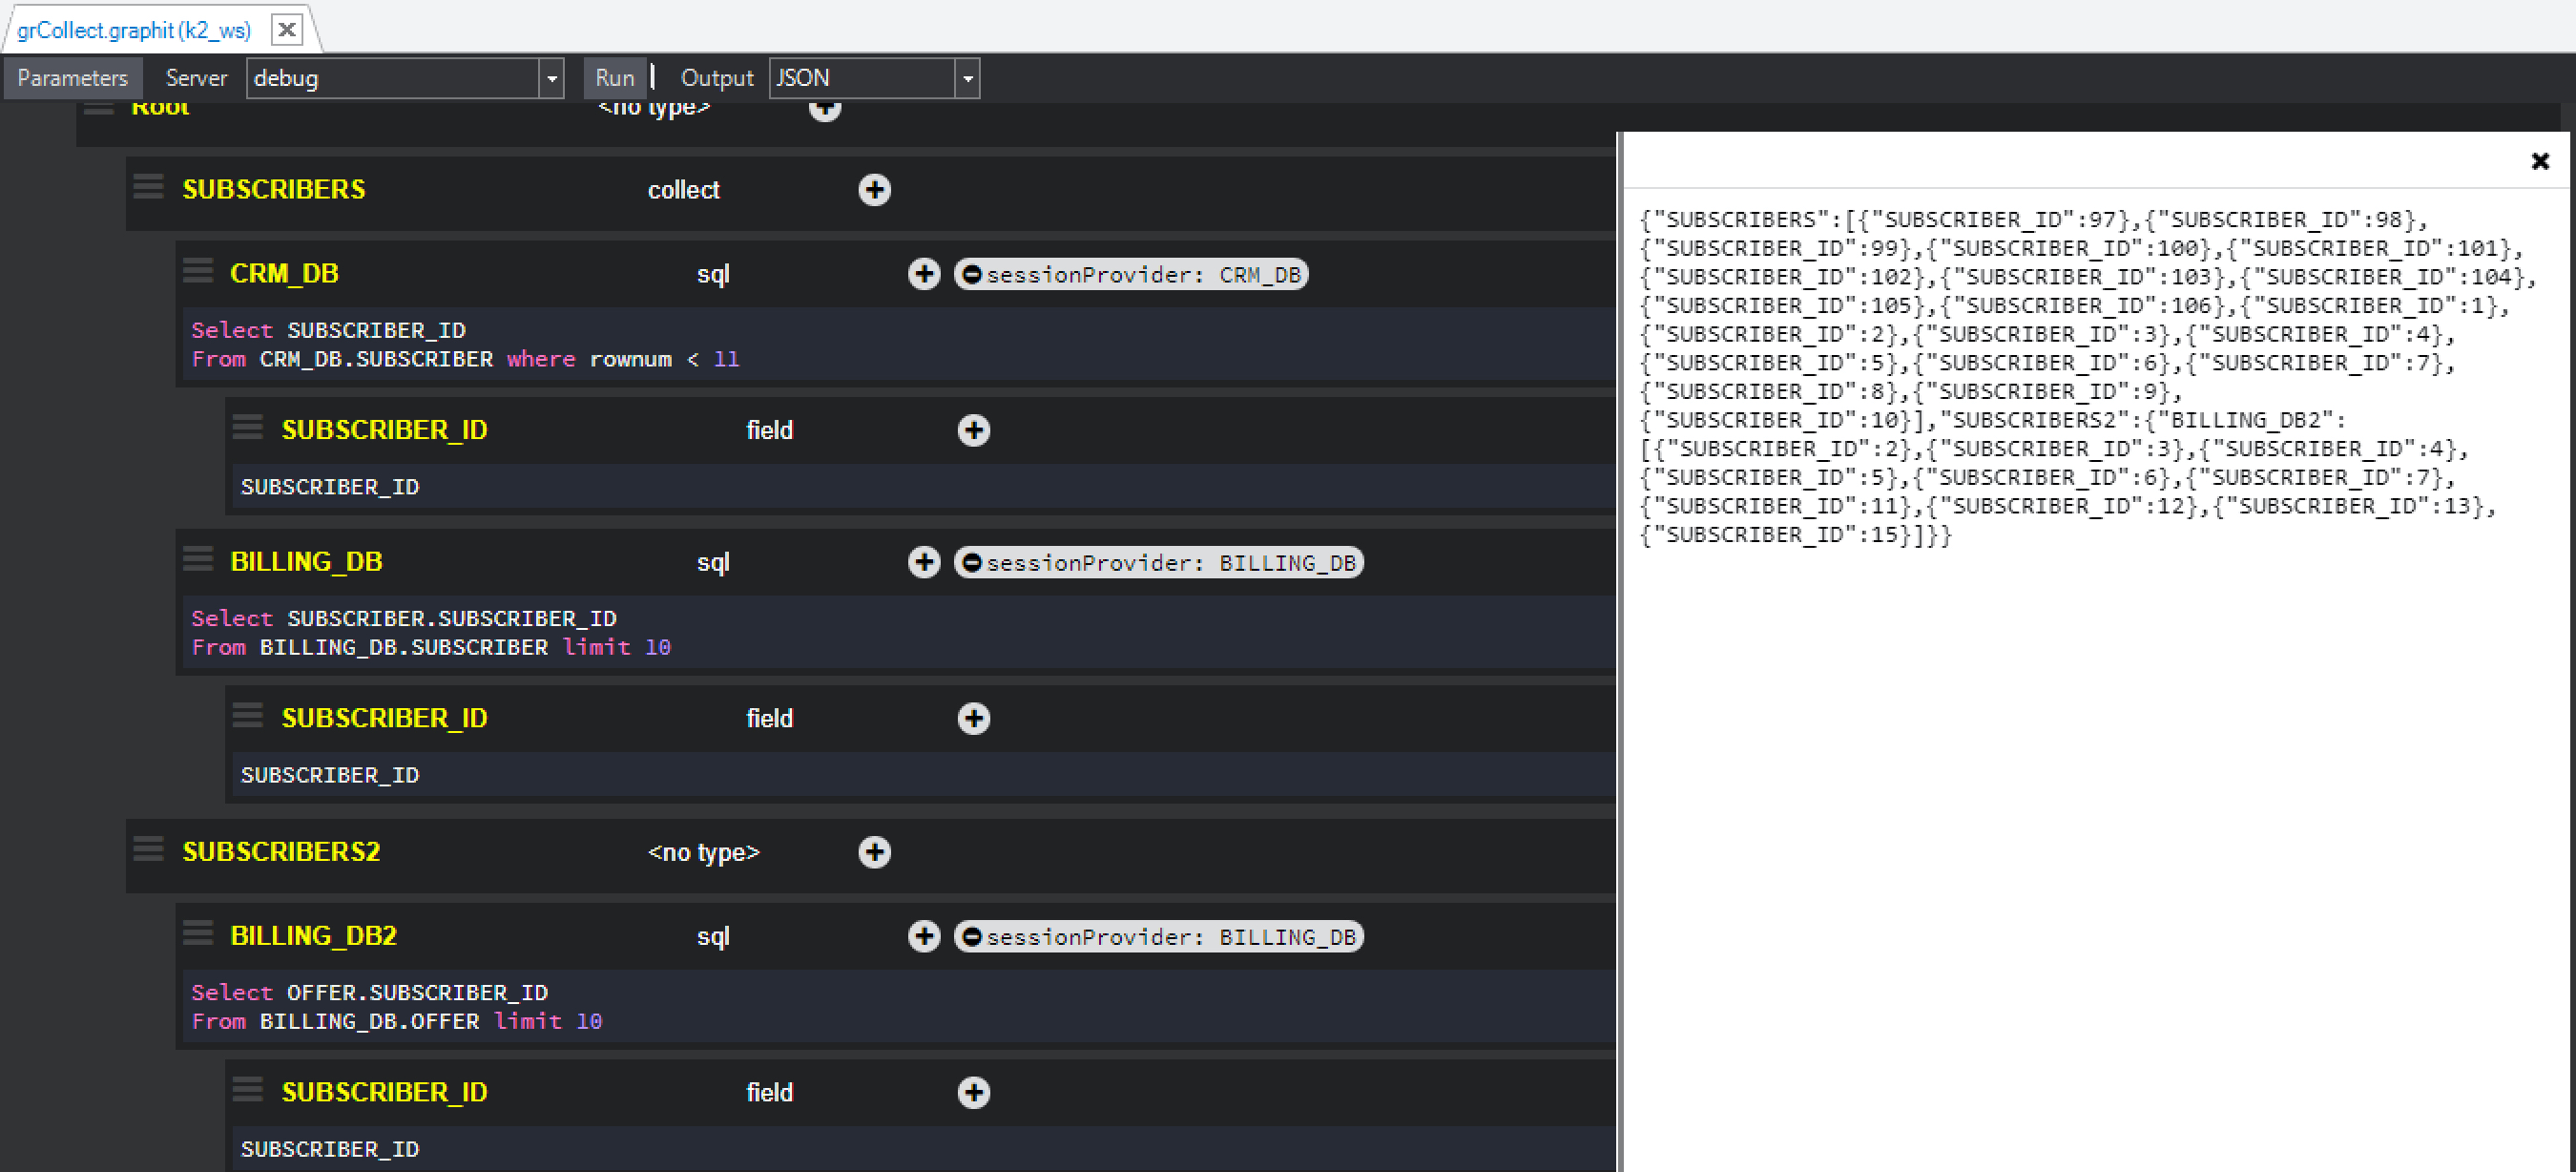 grCollect.graphit (k2_ws)
Parameters Server debug Run Output JSON
Root <no type>
SUBSCRIBERS collect
CRM_DB sql sessionProvider: CRM_DB
Select SUBSCRIBER_ID
From CRM_DB.SUBSCRIBER where rownum < 11
SUBSCRIBER_ID field
SUBSCRIBER_ID
BILLING_DB sql sessionProvider: BILLING_DB
Select SUBSCRIBER.SUBSCRIBER_ID
From BILLING_DB.SUBSCRIBER limit 10
SUBSCRIBER_ID field
SUBSCRIBER_ID
SUBSCRIBERS2 <no type>
BILLING_DB2 sql sessionProvider: BILLING_DB
Select OFFER.SUBSCRIBER_ID
From BILLING_DB.OFFER limit 10
SUBSCRIBER_ID field
SUBSCRIBER_ID
{"SUBSCRIBERS":[{"SUBSCRIBER_ID":97},{"SUBSCRIBER_ID":98},
{"SUBSCRIBER_ID":99},{"SUBSCRIBER_ID":100},{"SUBSCRIBER_ID":101},
{"SUBSCRIBER_ID":102},{"SUBSCRIBER_ID":103},{"SUBSCRIBER_ID":104},
{"SUBSCRIBER_ID":105},{"SUBSCRIBER_ID":106},{"SUBSCRIBER_ID":1},
{"SUBSCRIBER_ID":2},{"SUBSCRIBER_ID":3},{"SUBSCRIBER_ID":4},
{"SUBSCRIBER_ID":5},{"SUBSCRIBER_ID":6},{"SUBSCRIBER_ID":7},
{"SUBSCRIBER_ID":8},{"SUBSCRIBER_ID":9},
{"SUBSCRIBER_ID":10}],"SUBSCRIBERS2":{"BILLING_DB2":
[{"SUBSCRIBER_ID":2},{"SUBSCRIBER_ID":3},{"SUBSCRIBER_ID":4},
{"SUBSCRIBER_ID":5},{"SUBSCRIBER_ID":6},{"SUBSCRIBER_ID":7},
{"SUBSCRIBER_ID":11},{"SUBSCRIBER_ID":12},{"SUBSCRIBER_ID":13},
{"SUBSCRIBER_ID":15}]}}